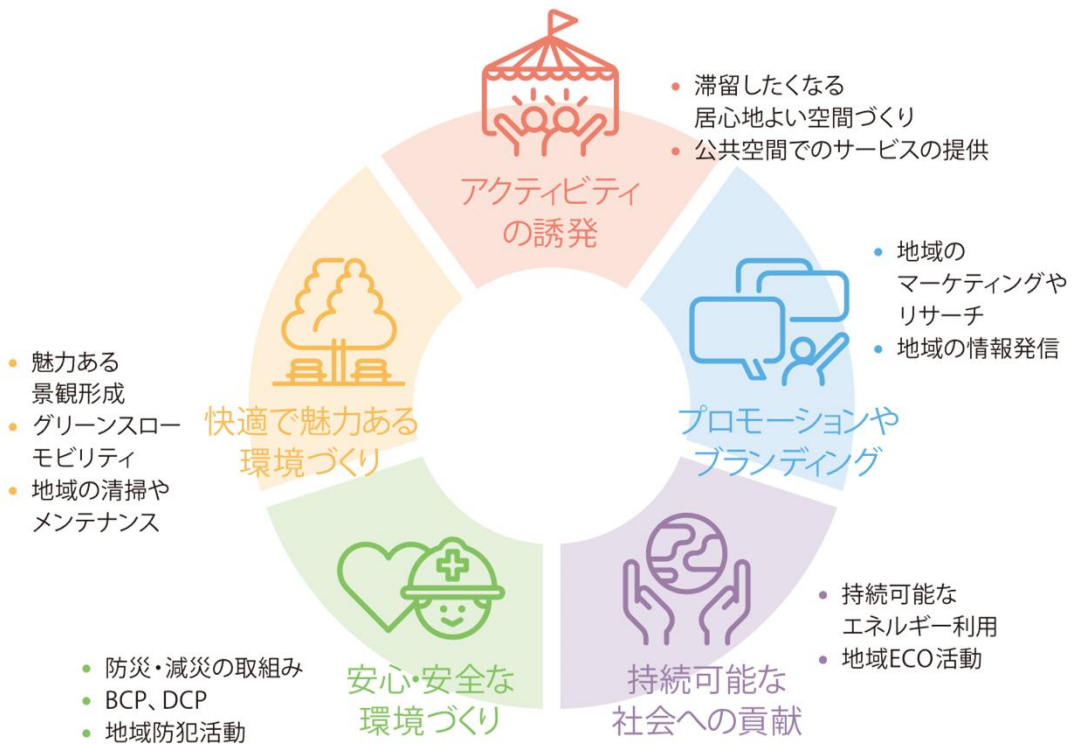 アクティビティ
の誘発
• 滞留したくなる
居心地よい空間づくり
• 公共空間でのサービスの提供
プロモーションや
ブランディング
• 地域の
マーケティングや
リサーチ
• 地域の情報発信
持続可能な
社会への貢献
• 持続可能な
エネルギー利用
• 地域ECO活動
安心・安全な
環境づくり
• 防災・減災の取組み
• BCP、DCP
• 地域防犯活動
快適で魅力ある
環境づくり
• 魅力ある
景観形成
• グリーンスロー
モビリティ
• 地域の清掃や
メンテナンス